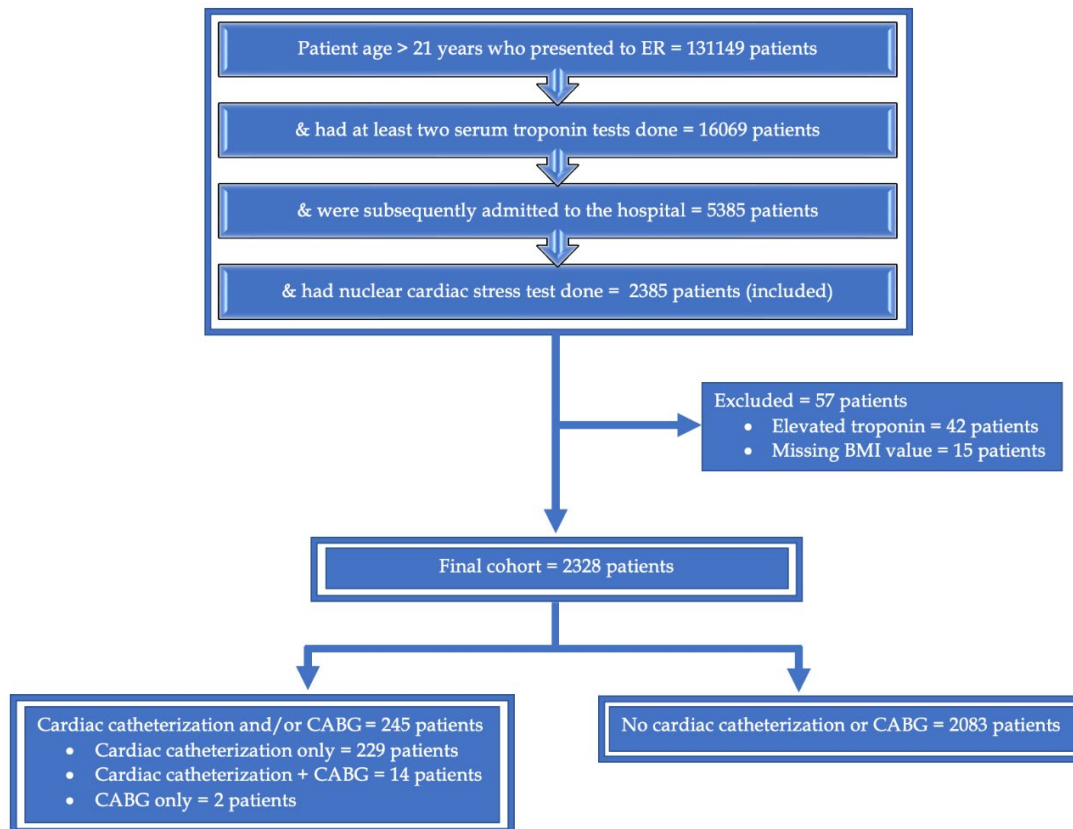 Patient age > 21 years who presented to ER = 131149 patients
& had at least two serum troponin tests done = 16069 patients
& were subsequently admitted to the hospital = 5385 patients
& had nuclear cardiac stress test done =  2385 patients (included)
Excluded = 57 patients
• Elevated troponin = 42 patients
• Missing BMI value = 15 patients
Final cohort = 2328 patients
Cardiac catheterization and/or CABG = 245 patients
• Cardiac catheterization only = 229 patients
• Cardiac catheterization + CABG = 14 patients
• CABG only = 2 patients
No cardiac catheterization or CABG = 2083 patients